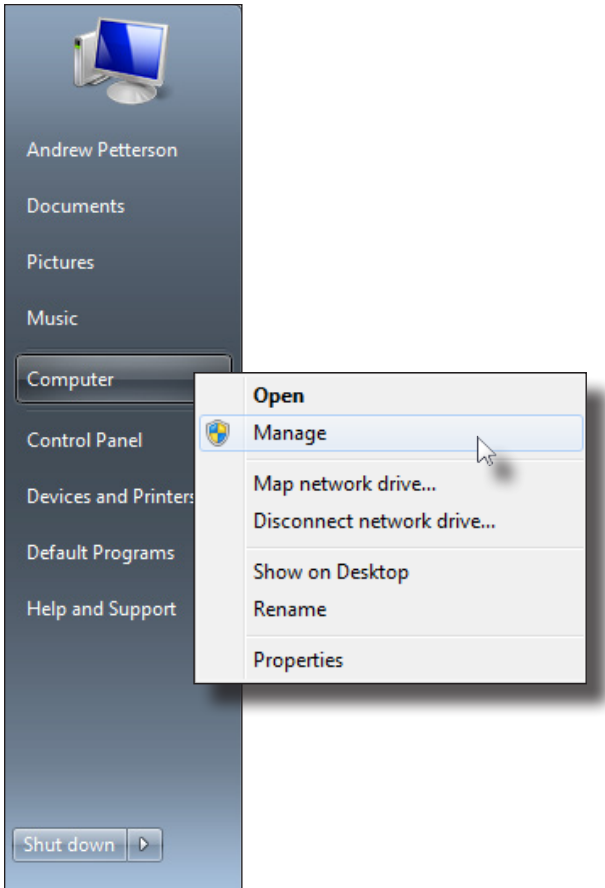 Andrew Petterson
Documents
Pictures
Music
Computer
Control Panel
Devices and Printers
Default Programs
Help and Support
Shut down
Open
Manage
Map network drive...
Disconnect network drive...
Show on Desktop
Rename
Properties